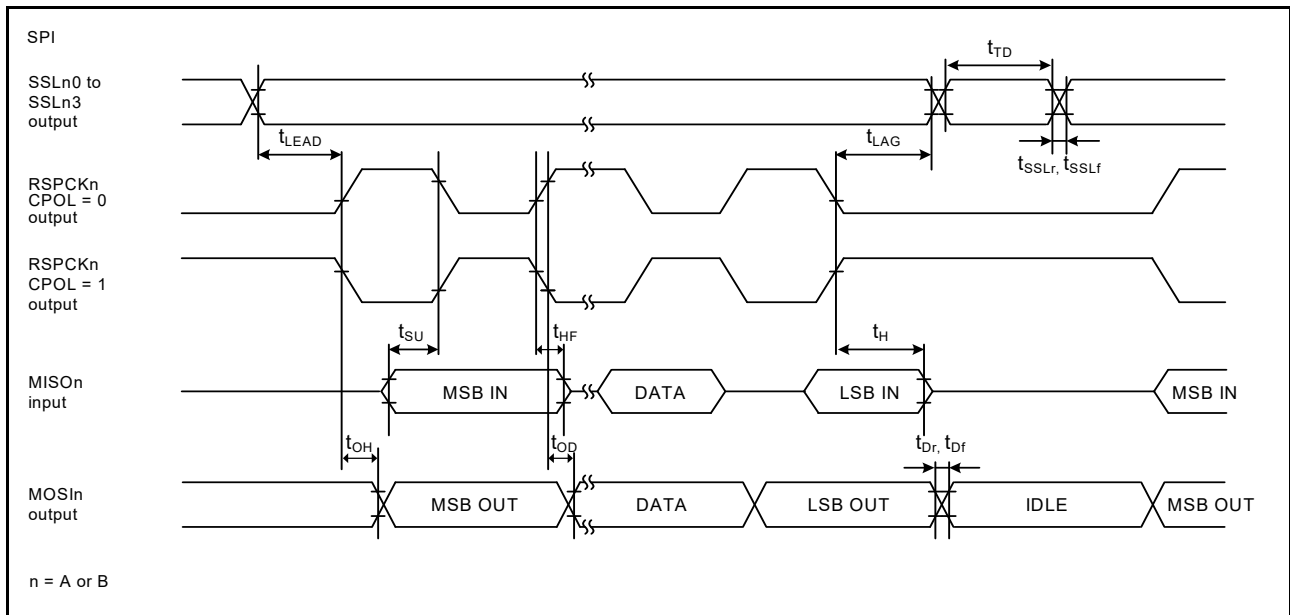 SPI
SSLn0 to
SSLn3
output
tTD
tLEAD
tLAG
tSSLr, tSSLf
RSPCKn
CPOL = 0
output
RSPCKn
CPOL = 1
output
tSU
tHF
tH
MISOn
input
MSB IN
DATA
LSB IN
MSB IN
tOH
tOD
tDr, tDf
MOSIn
output
MSB OUT
DATA
LSB OUT
IDLE
MSB OUT
n = A or B